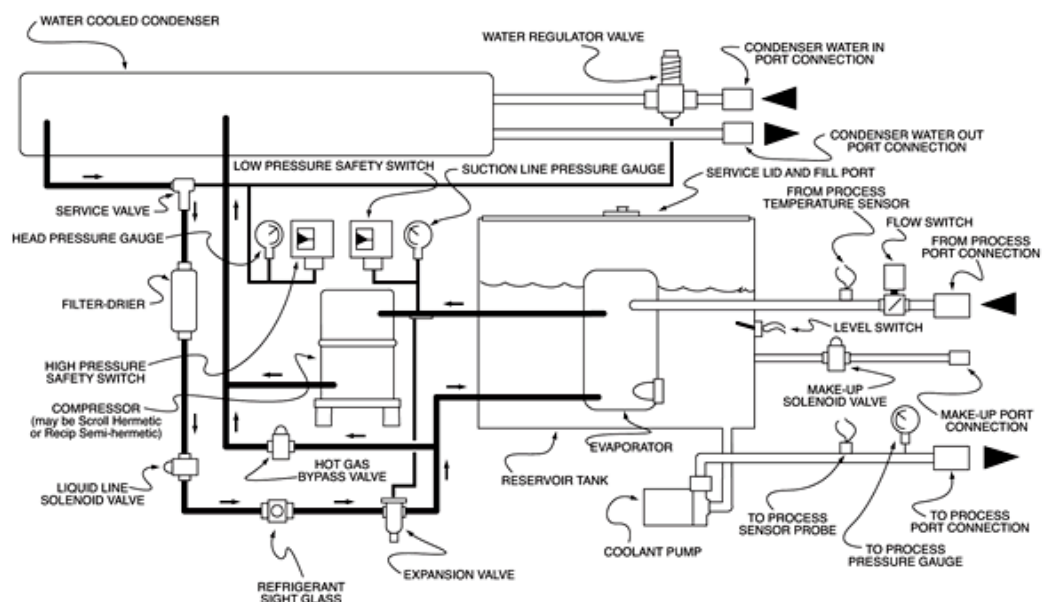 WATER COOLED CONDENSER
WATER REGULATOR VALVE
CONDENSER WATER IN
PORT CONNECTION
CONDENSER WATER OUT
PORT CONNECTION
LOW PRESSURE SAFETY SWITCH
SUCTION LINE PRESSURE GAUGE
SERVICE LID AND FILL PORT
FROM PROCESS
TEMPERATURE SENSOR
FLOW SWITCH
FROM PROCESS
PORT CONNECTION
SERVICE VALVE
HEAD PRESSURE GAUGE
FILTER-DRIER
LEVEL SWITCH
HIGH PRESSURE
SAFETY SWITCH
COMPRESSOR
(may be Scroll Hermetic
or Recip Semi-hermetic)
MAKE-UP
SOLENOID VALVE
MAKE-UP PORT
CONNECTION
EVAPORATOR
RESERVOIR TANK
HOT GAS
BYPASS VALVE
LIQUID LINE
SOLENOID VALVE
TO PROCESS
SENSOR PROBE
TO PROCESS
PORT CONNECTION
COOLANT PUMP
TO PROCESS
PRESSURE GAUGE
EXPANSION VALVE
REFRIGERANT
SIGHT GLASS